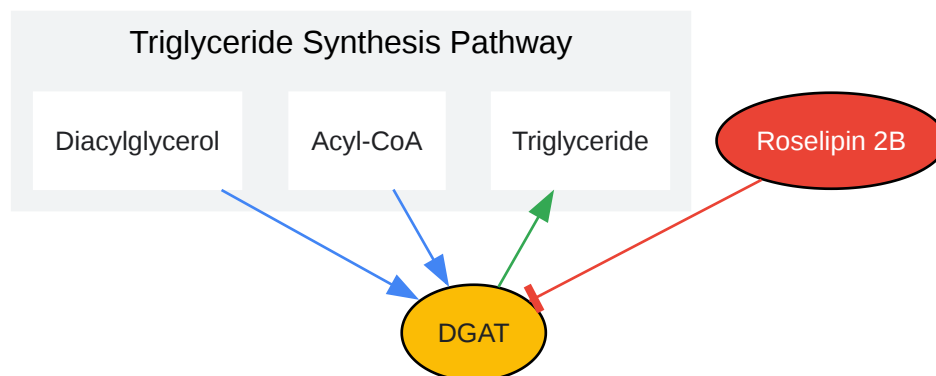 Triglyceride Synthesis Pathway
Diacylglycerol
Acyl-CoA
Triglyceride
Roselipin 2B
DGAT